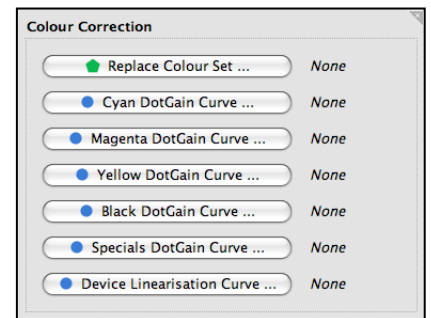 Colour Correction
Replace Colour Set ... None
Cyan DotGain Curve ... None
Magenta DotGain Curve ... None
Yellow DotGain Curve ... None
Black DotGain Curve ... None
Specials DotGain Curve ... None
Device Linearisation Curve ... None